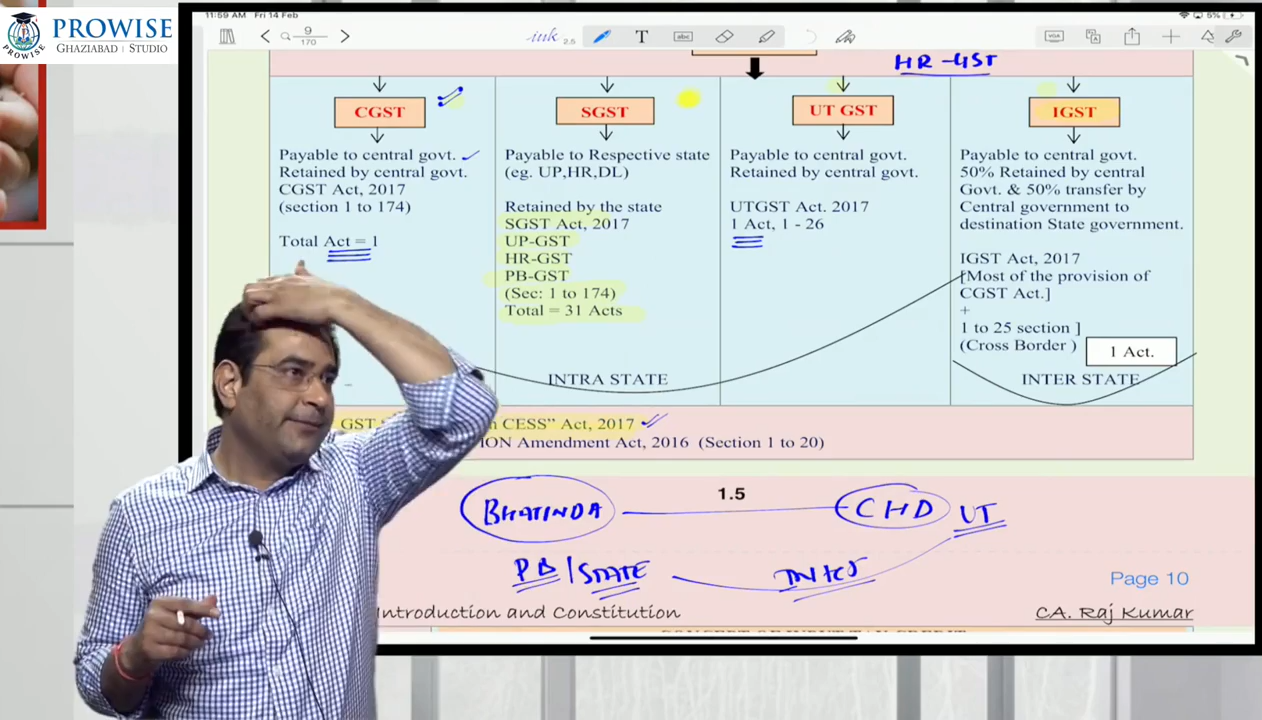 PROWISE
GHAZIABAD | STUDIO
PROWISE
11:59 AM Fri 14 Feb
5%
9
170
ink 2.5
T
abc
VGA
HR-GST
CGST
Payable to central govt.
Retained by central govt.
CGST Act, 2017
(section 1 to 174)
Total Act = 1
SGST
Payable to Respective state
(eg. UP,HR,DL)
Retained by the state
SGST Act, 2017
UP-GST
HR-GST
PB-GST
(Sec: 1 to 174)
Total = 31 Acts
UT GST
Payable to central govt.
Retained by central govt.
UTGST Act. 2017
1 Act, 1 - 26
IGST
Payable to central govt.
50% Retained by central
Govt. & 50% transfer by
Central government to
destination State government.
IGST Act, 2017
[Most of the provision of
CGST Act.]
+
1 to 25 section ]
(Cross Border )
1 Act.
INTRA STATE
INTER STATE
GST CESS” Act, 2017
Amendment Act, 2016 (Section 1 to 20)
1.5
BHATINDA
CHD
UT
PB/STATE
Page 10
Introduction and Constitution
CA. Raj Kumar